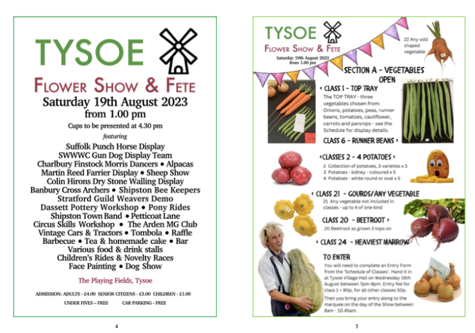 TYSOE
FLOWER SHOW & FETE
Saturday 19th August 2023
from 1.00 pm
Cups to be presented at 4.30 pm
featuring
Suffolk Punch Horse Display
SWWWC Gun Dog Display Team
Charlbury Finstock Morris Dancers • Alpacas
Martin Reed Farrier Display • Sheep Show
Colin Hirons Dry Stone Walling Display
Banbury Cross Archers • Shipston Bee Keepers
Stratford Guild Weavers Demo
Dassett Pottery Workshop • Pony Rides
Shipston Town Band • Petticoat Lane
Circus Skills Workshop • The Arden MG Club
Vintage Cars & Tractors • Tombola • Raffle
Barbecue • Tea & homemade cake • Bar
Various food & drink stalls
Children's Rides & Novelty Races
Face Painting • Dog Show
The Playing Fields, Tysoe
ADMISSION: ADULTS - £4.00 SENIOR CITIZENS - £3.00 CHILDREN - £1.00
UNDER FIVES – FREE CAR PARKING - FREE
4
TYSOE
FLOWER SHOW & FETE
Saturday 19th August 2023
from 1.00 pm
22 Any odd
shaped
vegetable
SECTION A - VEGETABLES
OPEN
• CLASS 1 - TOP TRAY
The TOP TRAY - three
vegetables chosen from:
Onions, potatoes, peas, runner
beans, tomatoes, cauliflower,
carrots and parsnips - see the
Schedule for display details.
CLASS 6 - RUNNER BEANS
CLASSES 2 - 4 POTATOES
2 Collection of potatoes, 3 varieties x 3
3 Potatoes - kidney - coloured x 5
4 Potatoes - white round or oval x 5
CLASS 21 - GOURDS/ANY VEGETABLE
21 Any vegetable not included in
classes - up to 4 of one kind
CLASS 20 - BEETROOT
20 Beetroot as grown 3 tops on
• CLASS 24 - HEAVIEST MARROW
TO ENTER
You will need to complete an Entry Form
from the 'Schedule of Classes'. Hand it in
at Tysoe Village Hall on Wednesday 16th
August between 7pm-9pm. Entry fee for
class 1 = 80p, for all other classes 50p.
Then you bring your entry along to the
marquee on the day of the Show between
8am - 10.45am.
5